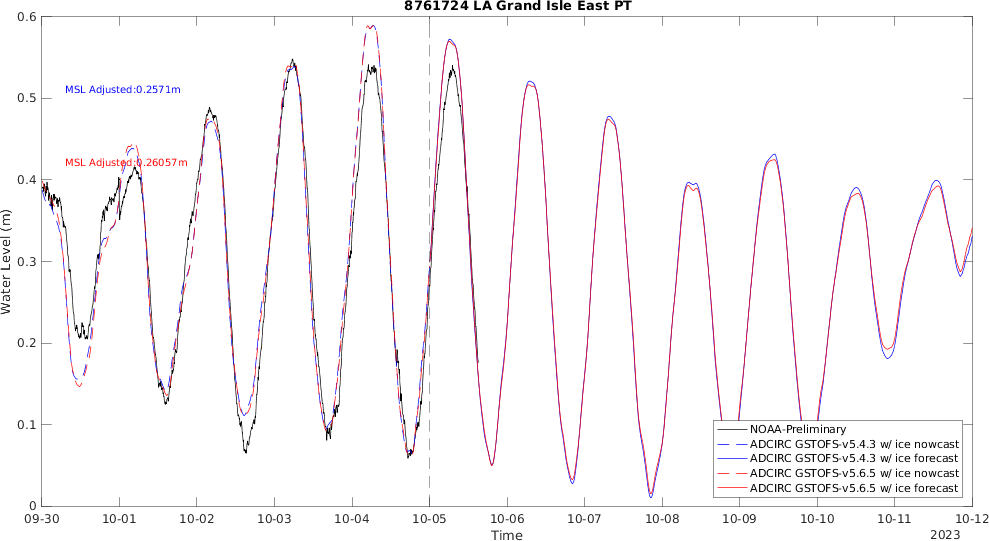 8761724 LA Grand Isle East PT
0.6
0.5
0.4
0.3
0.2
0.1
0
Water Level (m)
MSL Adjusted:0.2571m
MSL Adjusted:0.26057m
NOAA-Preliminary
ADCIRC GSTOFS-v5.4.3 w/ ice nowcast
ADCIRC GSTOFS-v5.4.3 w/ ice forecast
ADCIRC GSTOFS-v5.6.5 w/ ice nowcast
ADCIRC GSTOFS-v5.6.5 w/ ice forecast
09-30 10-01 10-02 10-03 10-04 10-05 10-06 10-07 10-08 10-09 10-10 10-11 10-12
Time
2023